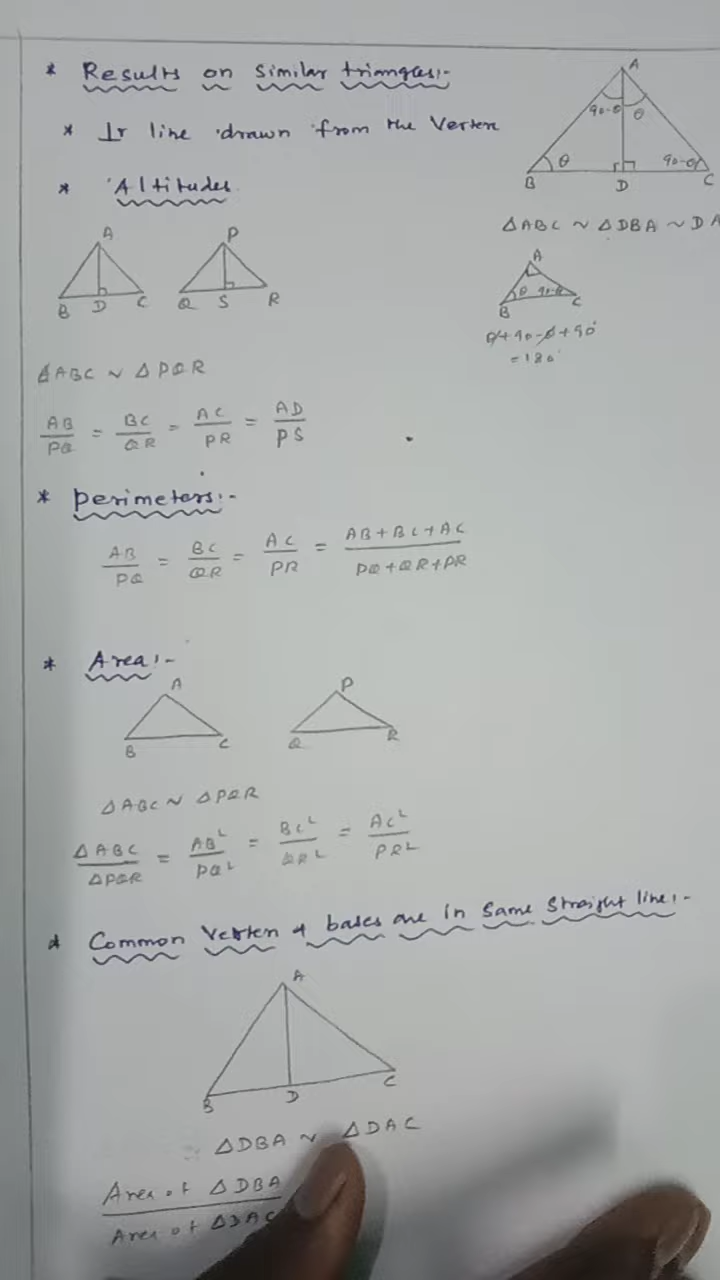 * Results on similar triangles:-
* ⊥r line drawn from the Vertex
* Altitudes
A
90-θ θ
θ 90-θ
B D C
ΔABC ~ ΔDBA ~ DA
A
θ 90-θ
B C
θ+90-θ+90°
=180°
A P
B D C Q S R
ΔABC ~ ΔPQR
AB/PQ = BC/QR = AC/PR = AD/PS
* Perimeters:-
AB/PQ = BC/QR = AC/PR = AB+BC+AC/PQ+QR+PR
* Area:-
A P
B C Q R
ΔABC ~ ΔPQR
ΔABC/ΔPQR = AB²/PQ² = BC²/QR² = AC²/PR²
* Common Vertex & bases are in same straight line:-
A
B D C
ΔDBA ~ ΔDAC
Area of ΔDBA
Area of ΔDAC